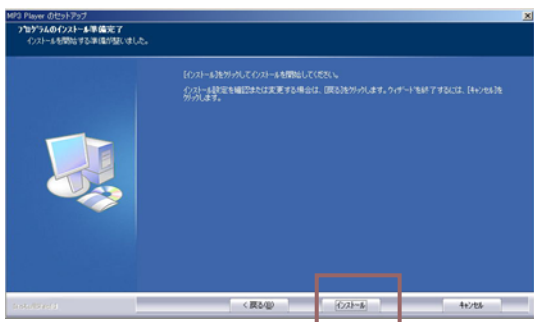 MP3 Player のセットアップ
プログラムのインストール準備完了
インストールを開始する準備が整いました。
[インストール]をクリックしてインストールを開始してください。
インストール設定を確認または変更する場合は、[戻る]をクリックします。ウィザードを終了するには、[キャンセル]を
クリックします。
< 戻る(B)
インストール
キャンセル